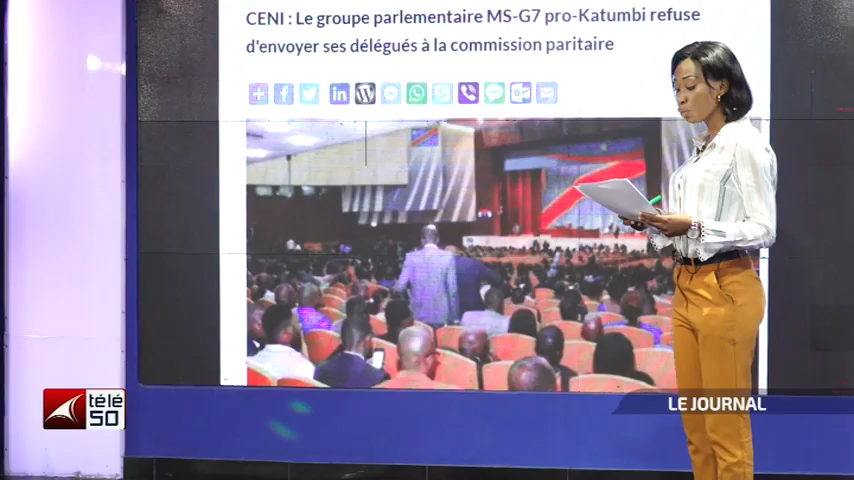 CENI : Le groupe parlementaire MS-G7 pro-Katumbi refuse
d'envoyer ses délégués à la commission paritaire
télé
50
LE JOURNAL